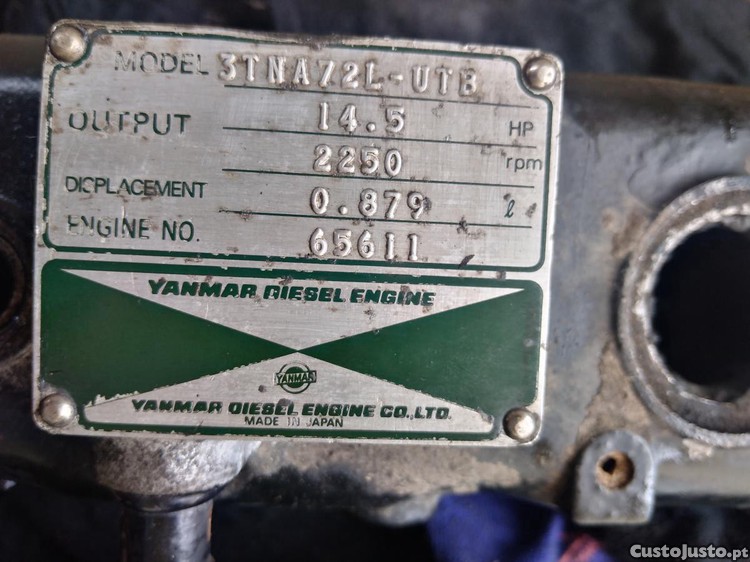 MODEL 3TNA72L-UTB
OUTPUT 14.5 HP
2250 rpm
DISPLACEMENT 0.879 ℓ
ENGINE NO. 65611
YANMAR DIESEL ENGINE
YANMAR
YANMAR DIESEL ENGINE CO.,LTD.
MADE IN JAPAN
CustoJusto.pt